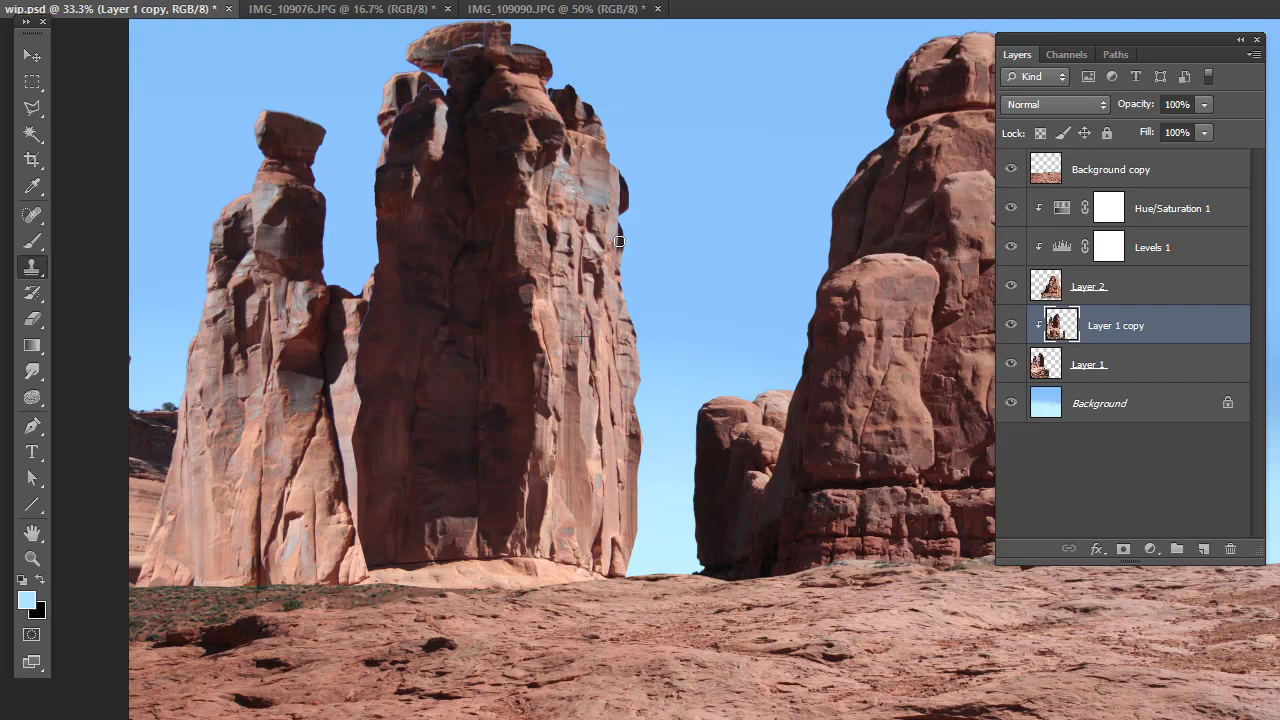 wip.psd @ 33.3% (Layer 1 copy, RGB/8) * × IMG_109076.JPG @ 16.7% (RGB/8) * × IMG_109090.JPG @ 50% (RGB/8) * ×
Layers Channels Paths
Kind
Normal Opacity: 100%
Lock: Fill: 100%
Background copy
Hue/Saturation 1
Levels 1
Layer 2
Layer 1 copy
Layer 1
Background
fx